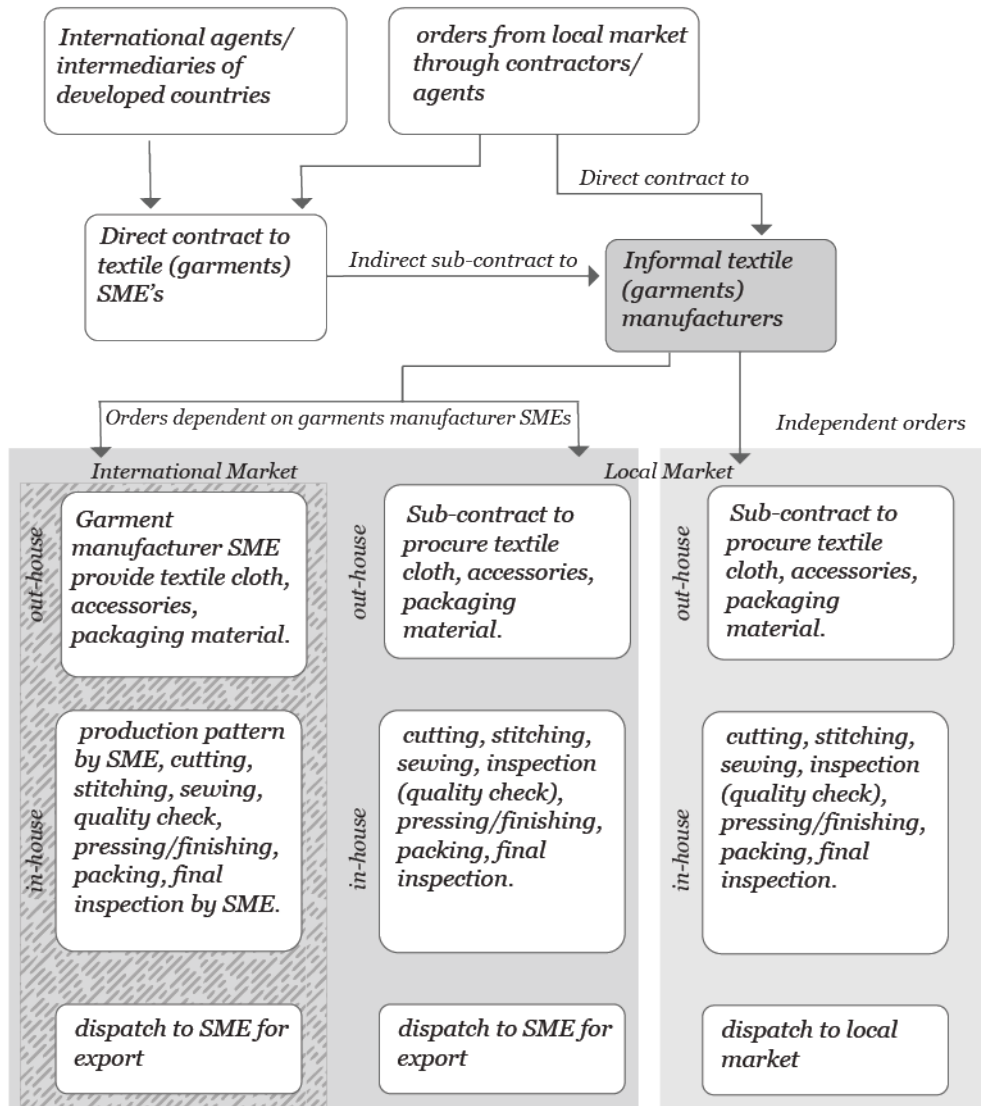 International agents/
intermediaries of
developed countries
orders from local market
through contractors/
agents
Direct contract to
Direct contract to
textile (garments)
SME's
Indirect sub-contract to
Informal textile
(garments)
manufacturers
Orders dependent on garments manufacturer SMEs
Independent orders
International Market
Local Market
out-house
Garment
manufacturer SME
provide textile cloth,
accessories,
packaging material.
out-house
Sub-contract to
procure textile
cloth, accessories,
packaging
material.
out-house
Sub-contract to
procure textile
cloth, accessories,
packaging
material.
in-house
production pattern
by SME, cutting,
stitching, sewing,
quality check,
pressing/finishing,
packing, final
inspection by SME.
in-house
cutting, stitching,
sewing, inspection
(quality check),
pressing/finishing,
packing, final
inspection.
in-house
cutting, stitching,
sewing, inspection
(quality check),
pressing/finishing,
packing, final
inspection.
dispatch to SME for
export
dispatch to SME for
export
dispatch to local
market